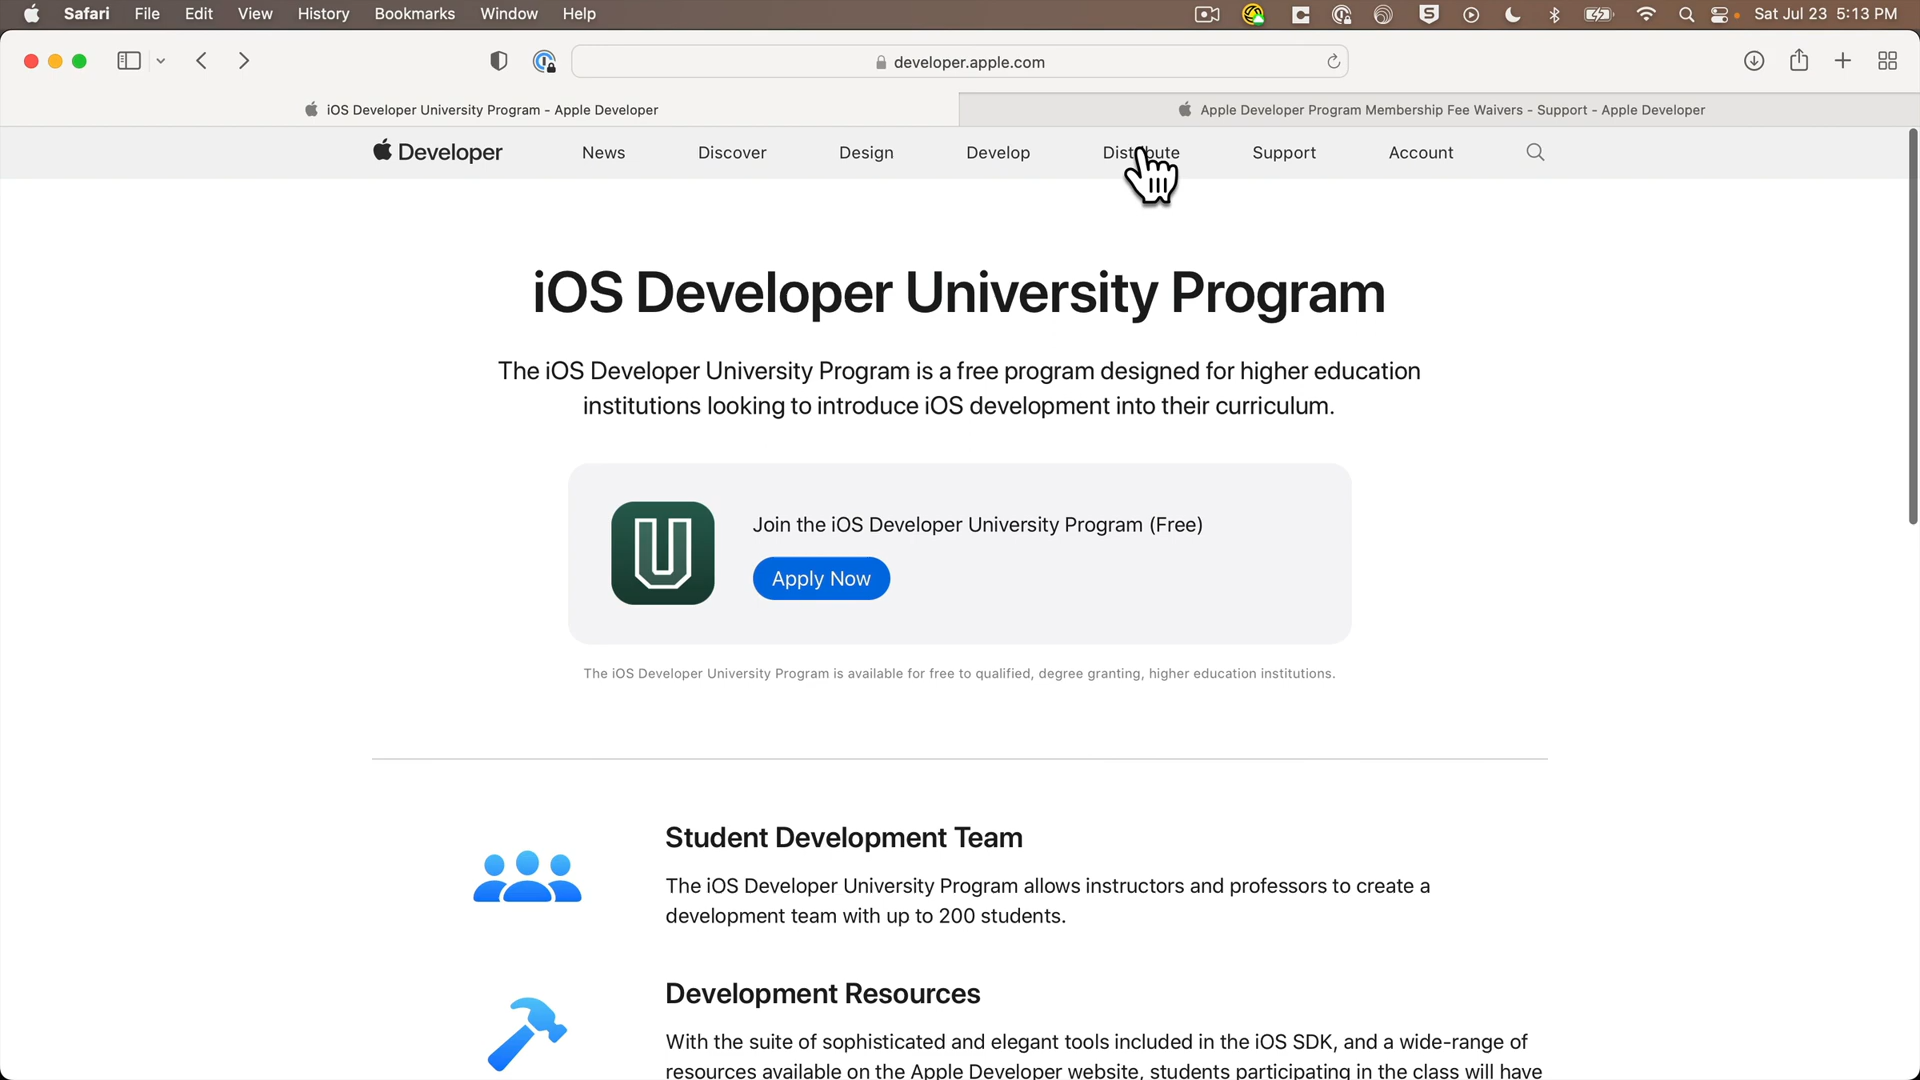 Safari File Edit View History Bookmarks Window Help Sat Jul 23 5:13 PM
developer.apple.com
iOS Developer University Program - Apple Developer
Apple Developer Program Membership Fee Waivers - Support - Apple Developer
Developer News Discover Design Develop Distribute Support Account
iOS Developer University Program
The iOS Developer University Program is a free program designed for higher education
institutions looking to introduce iOS development into their curriculum.
U
Join the iOS Developer University Program (Free)
Apply Now
The iOS Developer University Program is available for free to qualified, degree granting, higher education institutions.
Student Development Team
The iOS Developer University Program allows instructors and professors to create a
development team with up to 200 students.
Development Resources
With the suite of sophisticated and elegant tools included in the iOS SDK, and a wide-range of
resources available on the Apple Developer website, students participating in the class will have